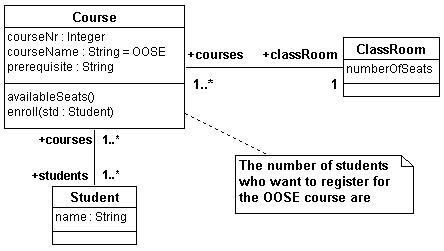 Course
courseNr : Integer
courseName : String = OOSE
prerequisite : String
availableSeats()
enroll(std : Student)
+courses
+classRoom
1..*
1
ClassRoom
numberOfSeats
+courses
1..*
+students
1..*
Student
name : String
The number of students
who want to register for
the OOSE course are